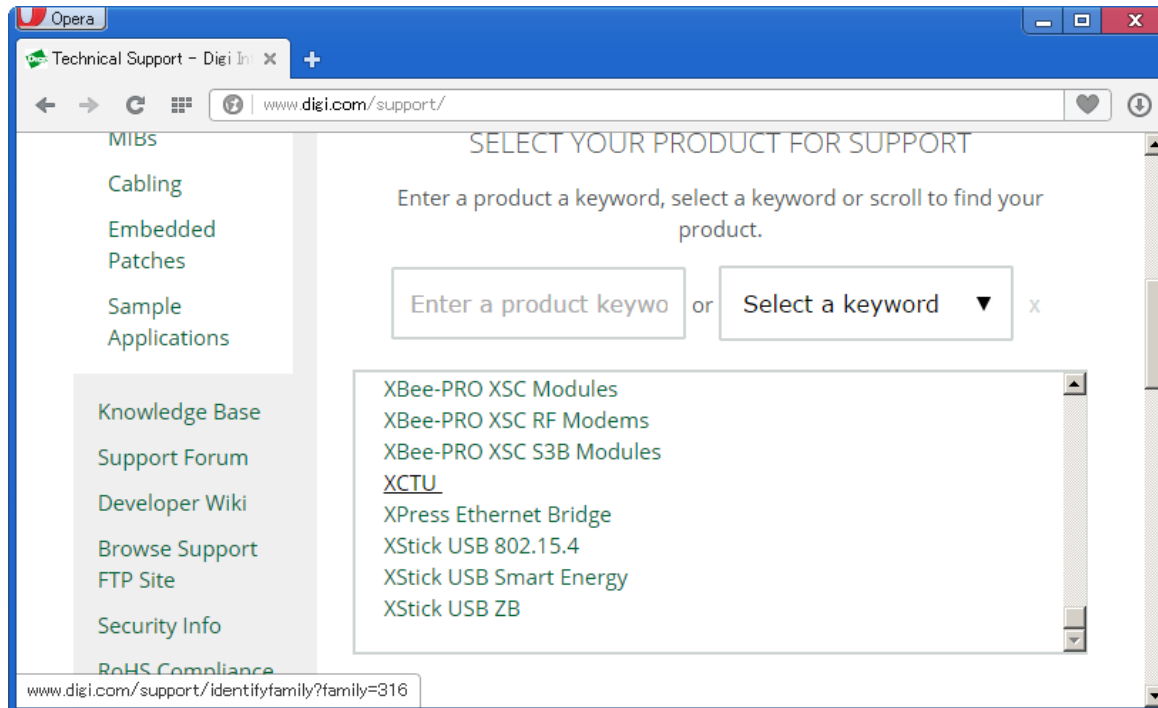 Opera
Technical Support - Digi In
www.digi.com/support/
MIBs
Cabling
Embedded
Patches
Sample
Applications
Knowledge Base
Support Forum
Developer Wiki
Browse Support
FTP Site
Security Info
RoHS Compliance
SELECT YOUR PRODUCT FOR SUPPORT
Enter a product a keyword, select a keyword or scroll to find your
product.
Enter a product keywo or Select a keyword ▼ x
XBee-PRO XSC Modules
XBee-PRO XSC RF Modems
XBee-PRO XSC S3B Modules
XCTU
XPress Ethernet Bridge
XStick USB 802.15.4
XStick USB Smart Energy
XStick USB ZB
www.digi.com/support/identifyfamily?family=316